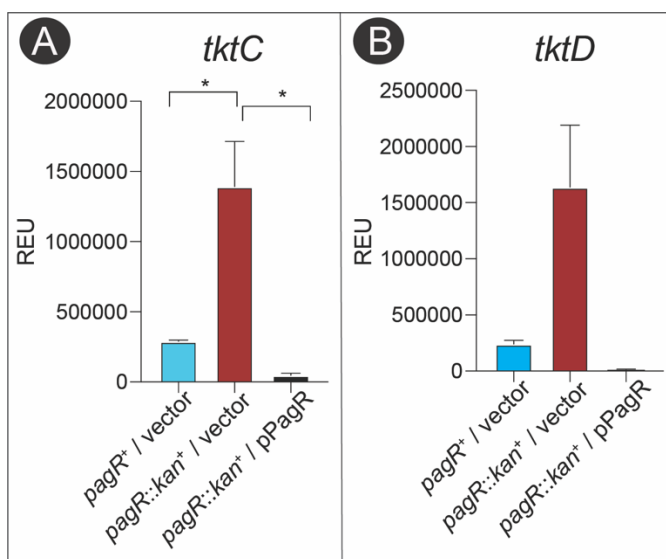 A
tktC
*
*
2000000
1500000
1000000
500000
0
REU
pagR⁺ / vector
pagR::kan⁺ / vector
pagR::kan⁺ / pPagR
B
tktD
2500000
2000000
1500000
1000000
500000
0
REU
pagR⁺ / vector
pagR::kan⁺ / vector
pagR::kan⁺ / pPagR